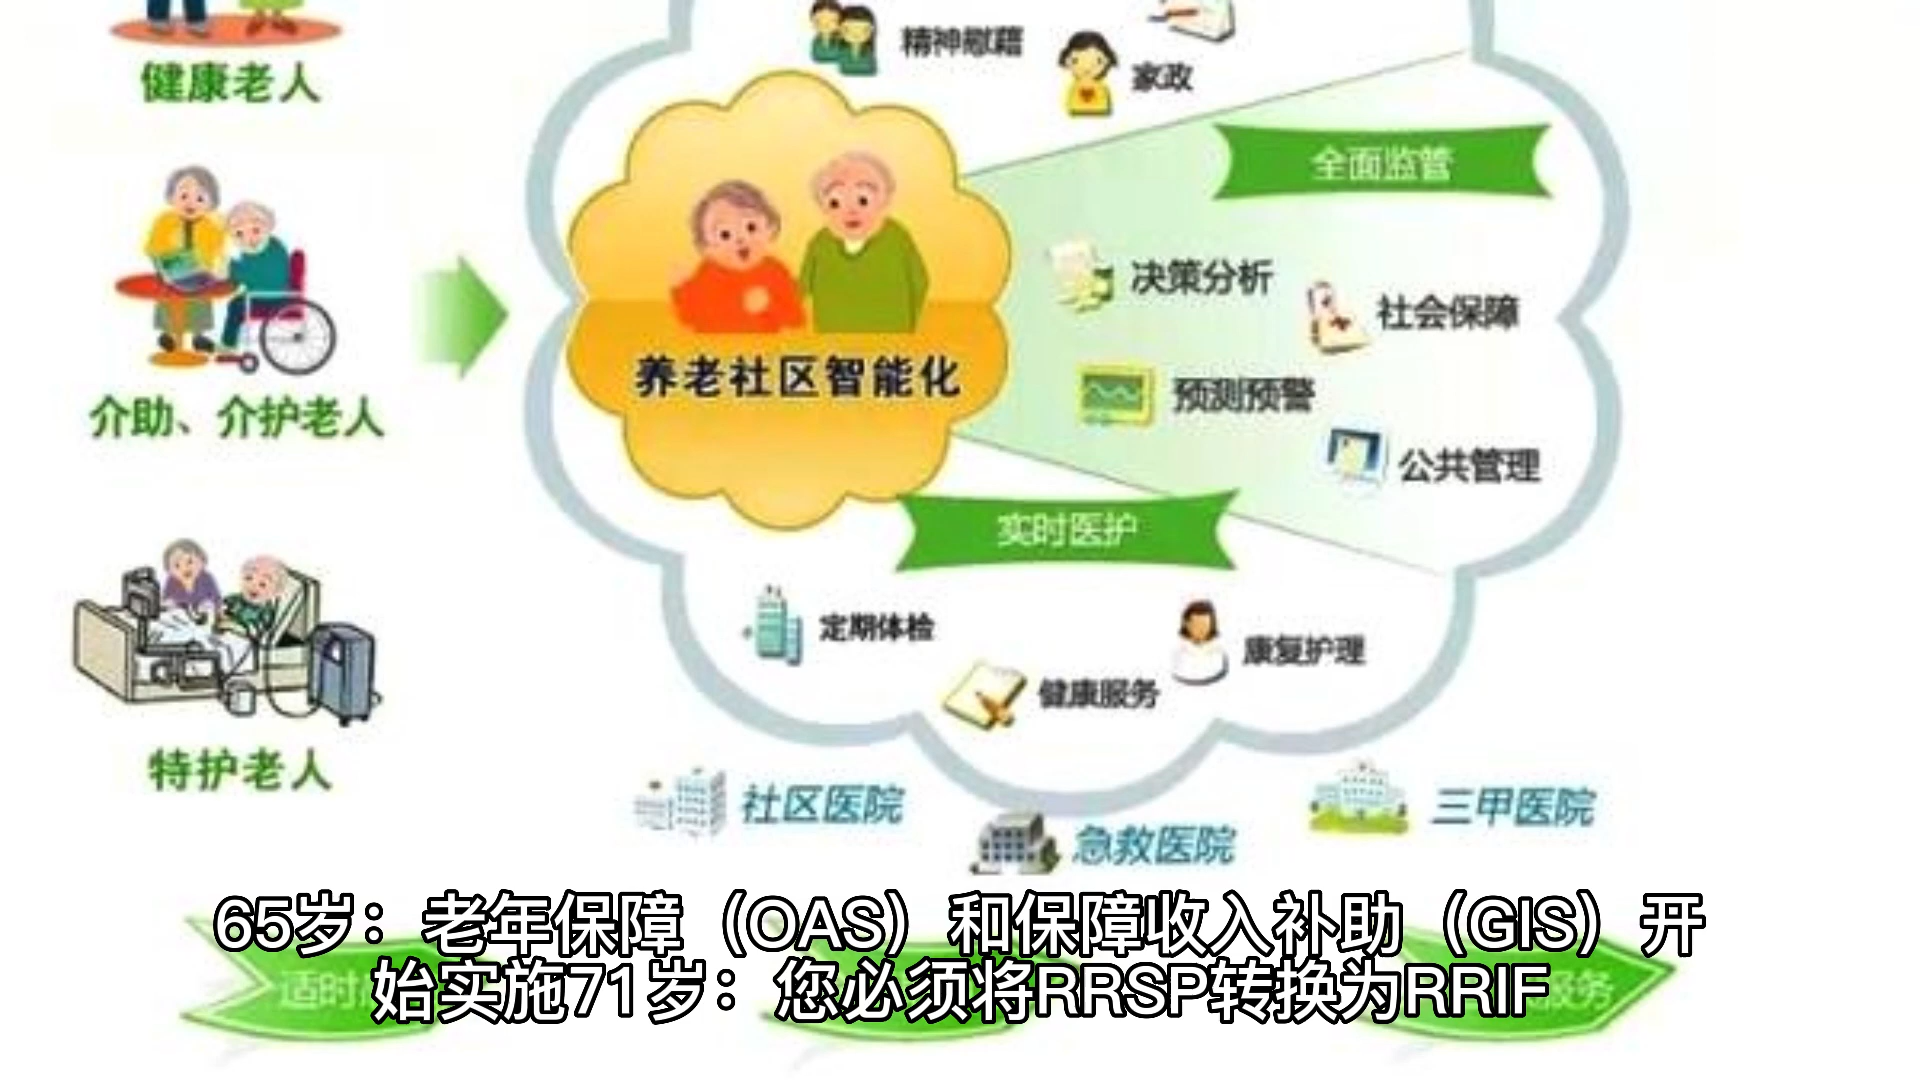 精神慰藉
家政
健康老人
全面监管
决策分析
社会保障
养老社区智能化
预测预警
介助、介护老人
公共管理
实时医护
定期体检
康复护理
健康服务
特护老人
社区医院
三甲医院
急救医院
65岁：老年保障（OAS）和保障收入补助（GIS）开
始实施71岁：您必须将RRSP转换为RRIF
适时
服务